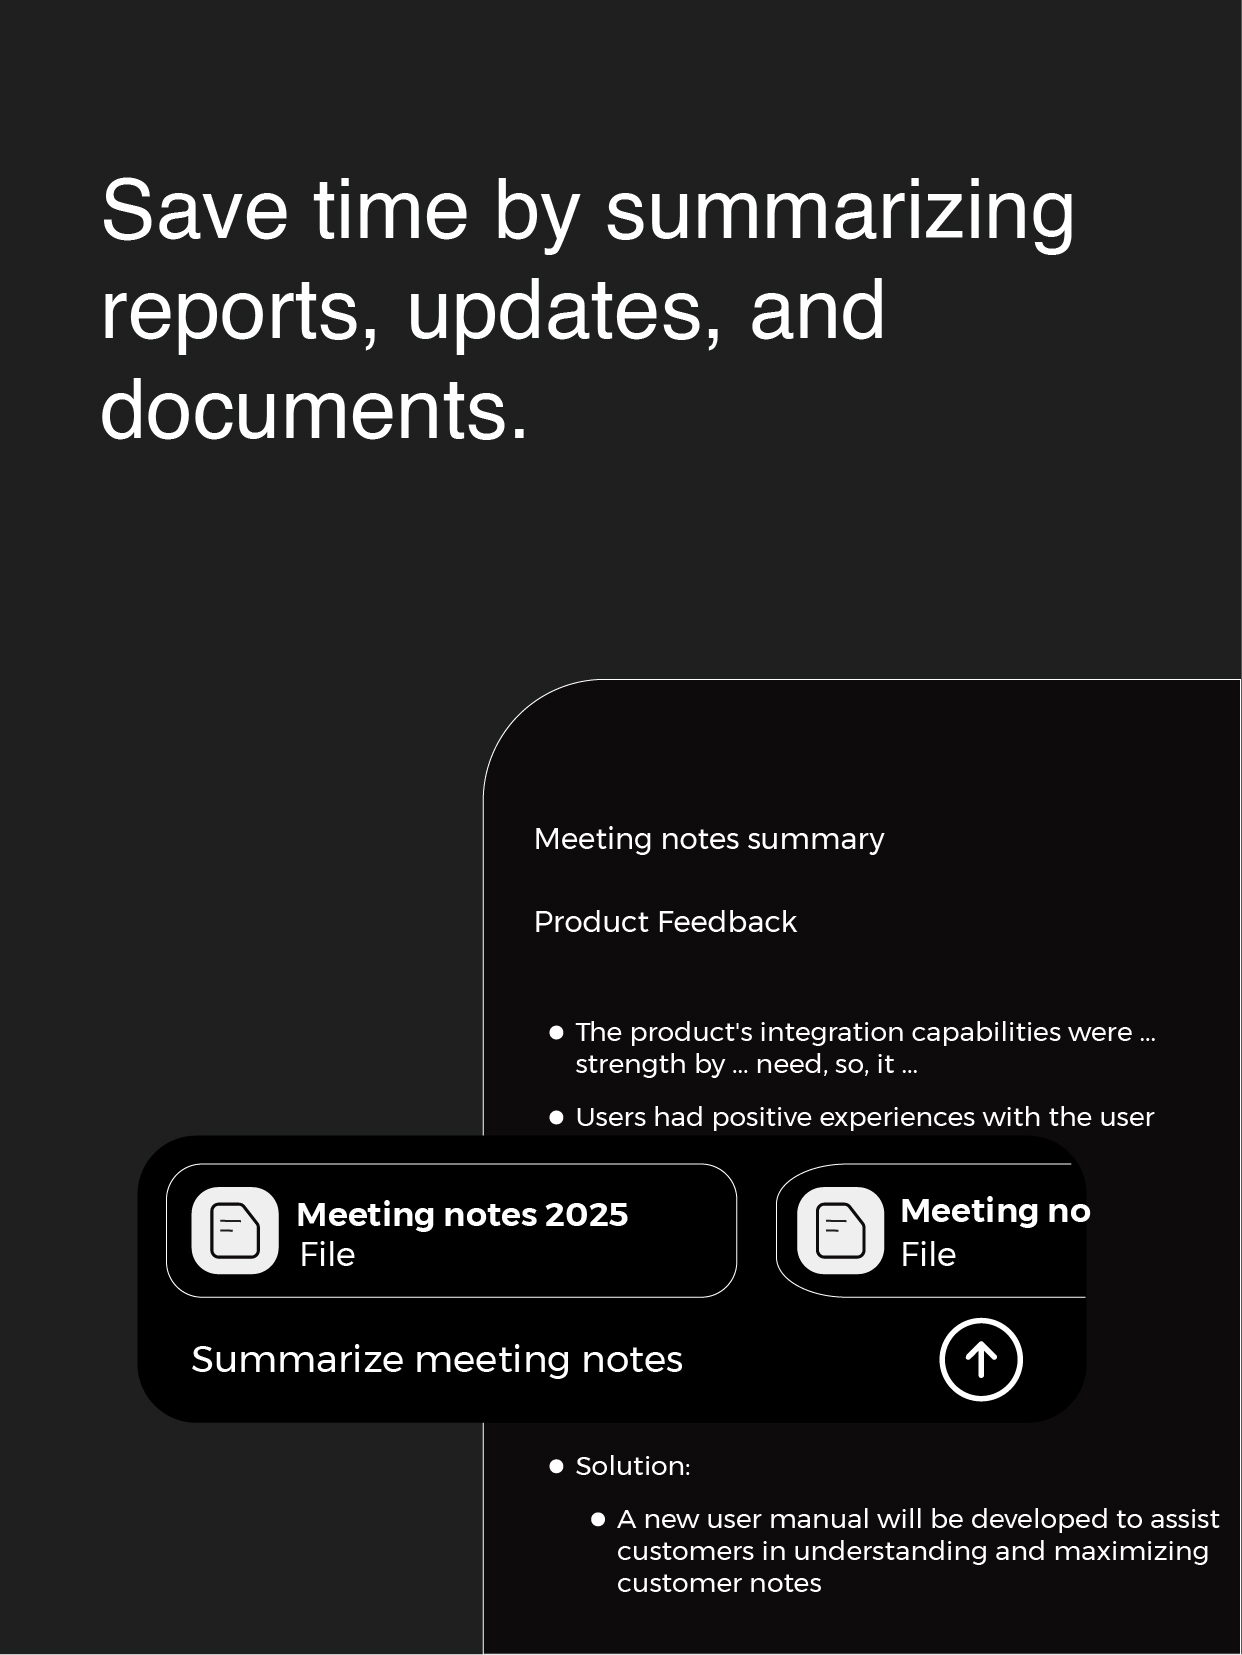 Save time by summarizing
reports, updates, and
documents.
Meeting notes summary
Product Feedback
The product's integration capabilities were ...
strength by ... need, so, it ...
Users had positive experiences with the user
Meeting notes 2025
File
Meeting no
File
Summarize meeting notes
Solution:
A new user manual will be developed to assist
customers in understanding and maximizing
customer notes